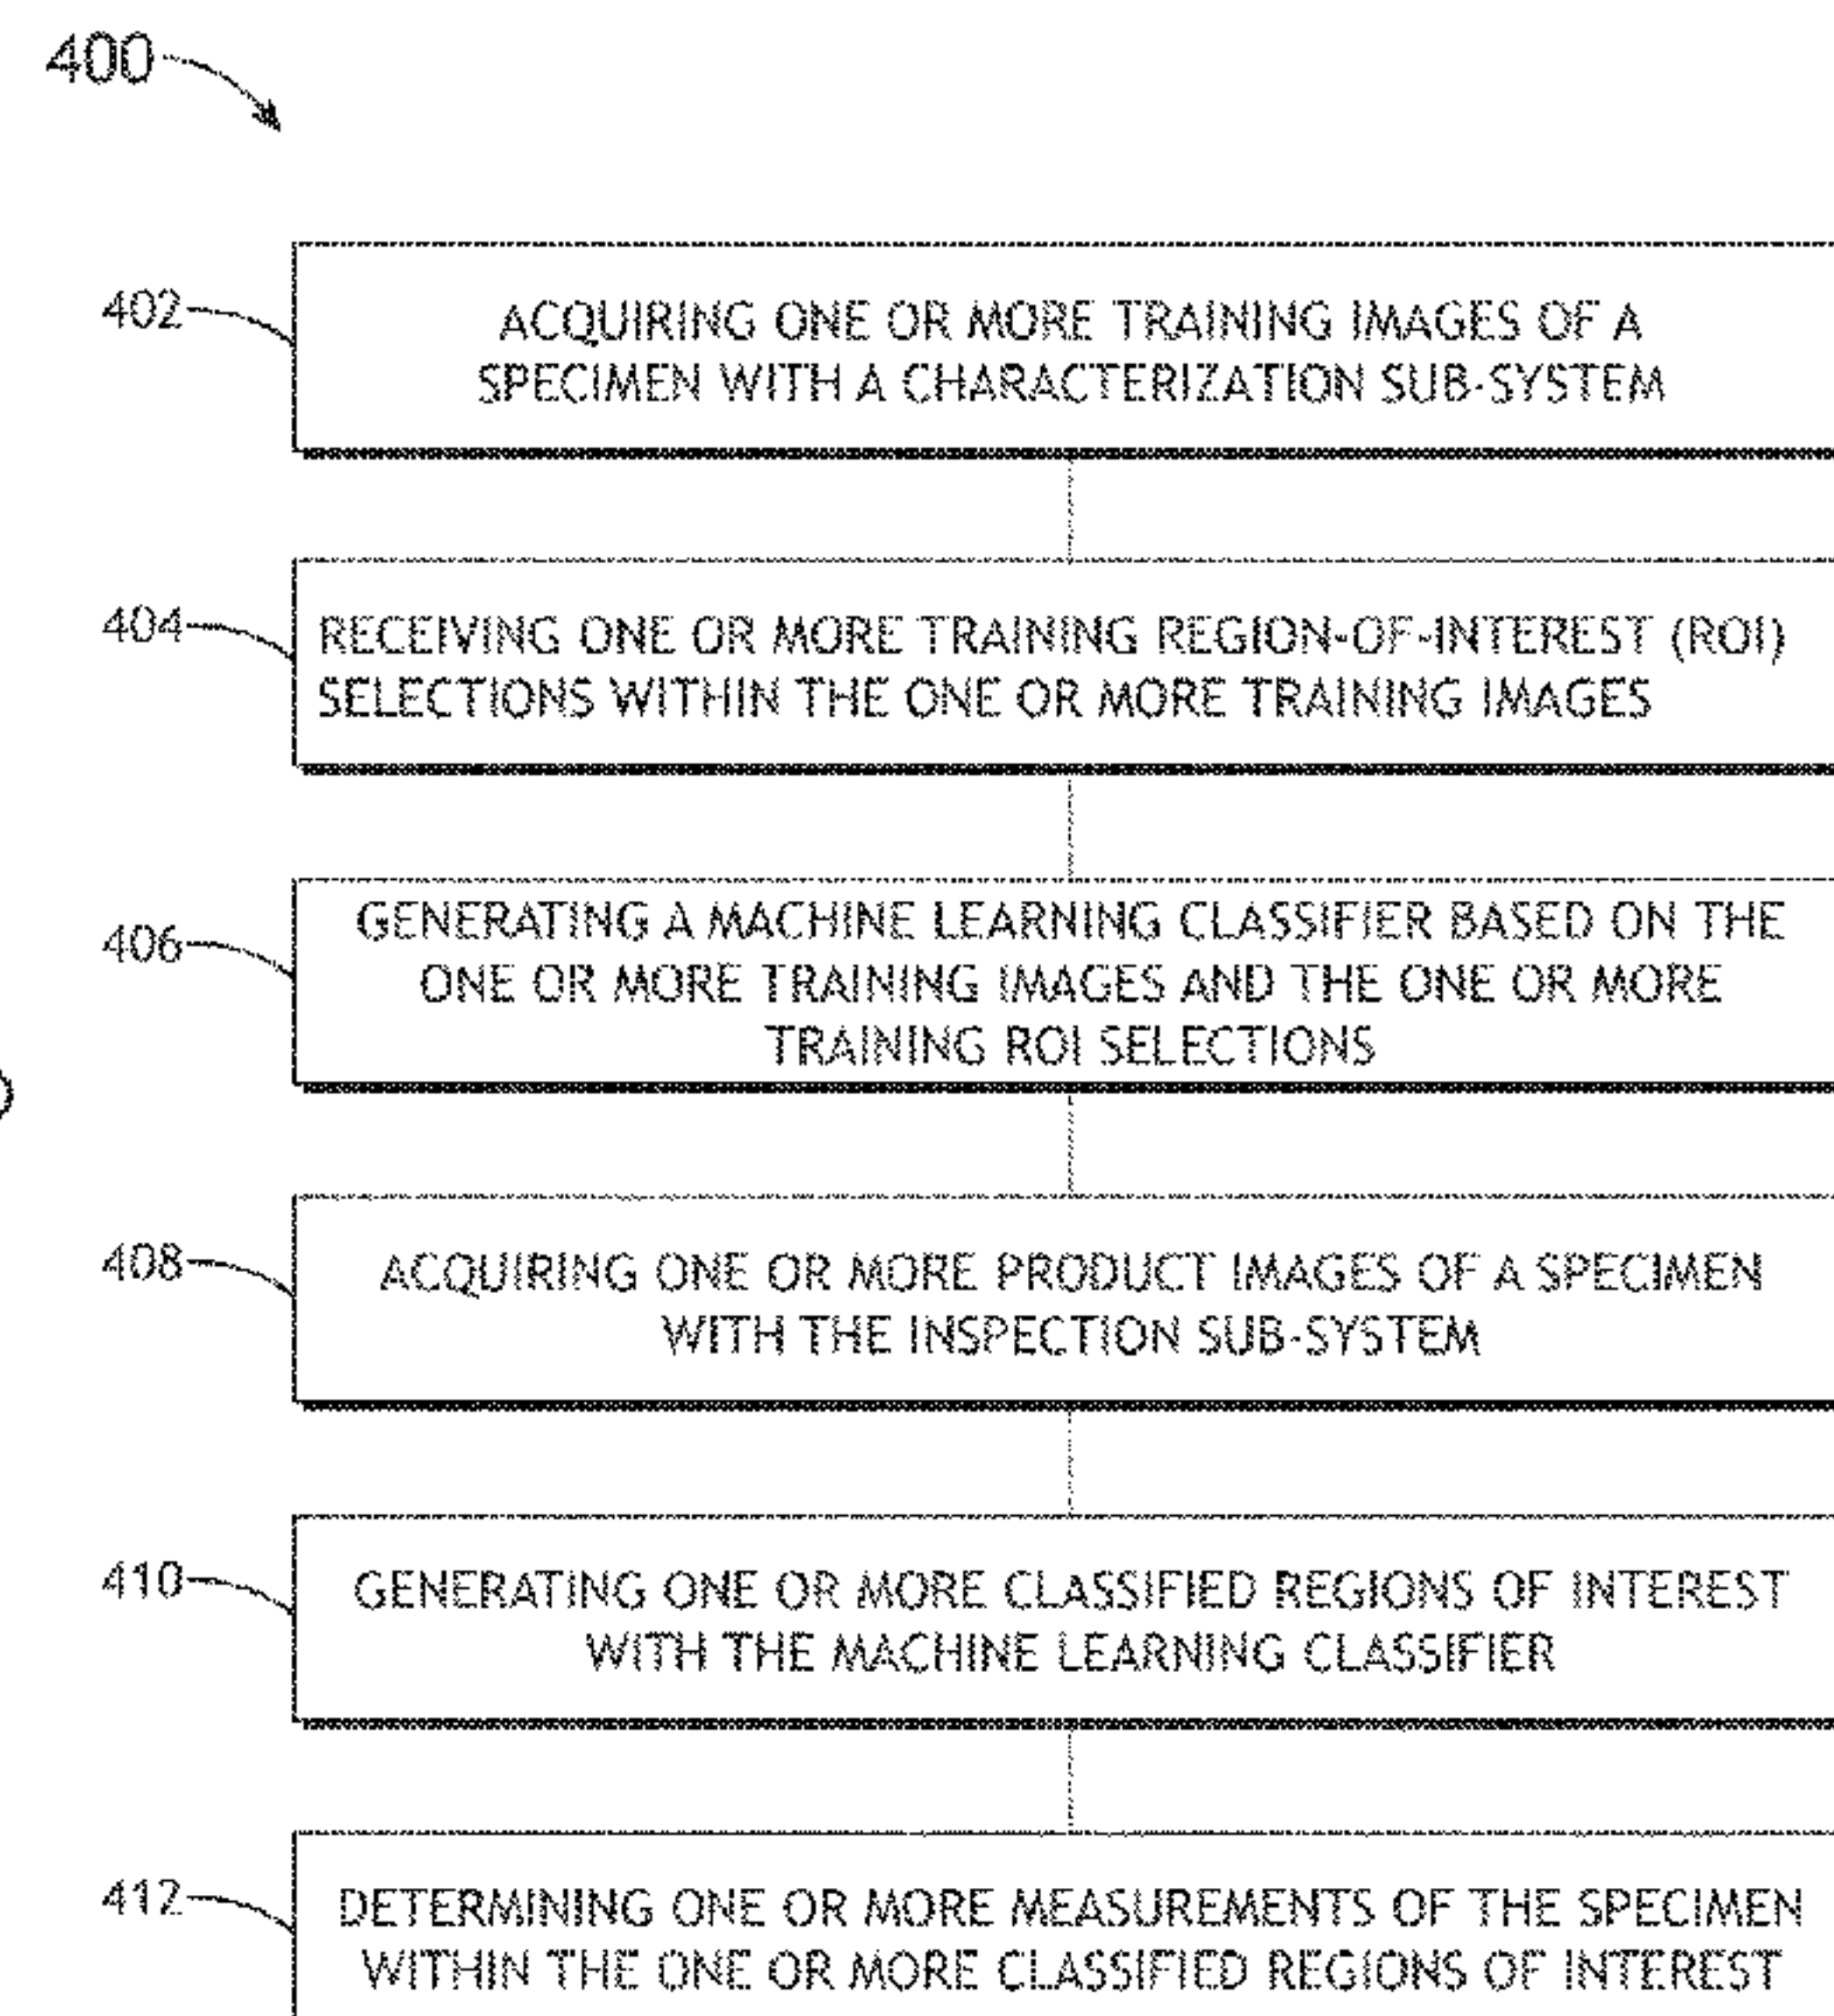 400
402
ACQUIRING ONE OR MORE TRAINING IMAGES OF A
SPECIMEN WITH A CHARACTERIZATION SUB-SYSTEM
404
RECEIVING ONE OR MORE TRAINING REGION-OF-INTEREST (ROI)
SELECTIONS WITHIN THE ONE OR MORE TRAINING IMAGES
406
GENERATING A MACHINE LEARNING CLASSIFIER BASED ON THE
ONE OR MORE TRAINING IMAGES AND THE ONE OR MORE
TRAINING ROI SELECTIONS
408
ACQUIRING ONE OR MORE PRODUCT IMAGES OF A SPECIMEN
WITH THE INSPECTION SUB-SYSTEM
410
GENERATING ONE OR MORE CLASSIFIED REGIONS OF INTEREST
WITH THE MACHINE LEARNING CLASSIFIER
412
DETERMINING ONE OR MORE MEASUREMENTS OF THE SPECIMEN
WITHIN THE ONE OR MORE CLASSIFIED REGIONS OF INTEREST